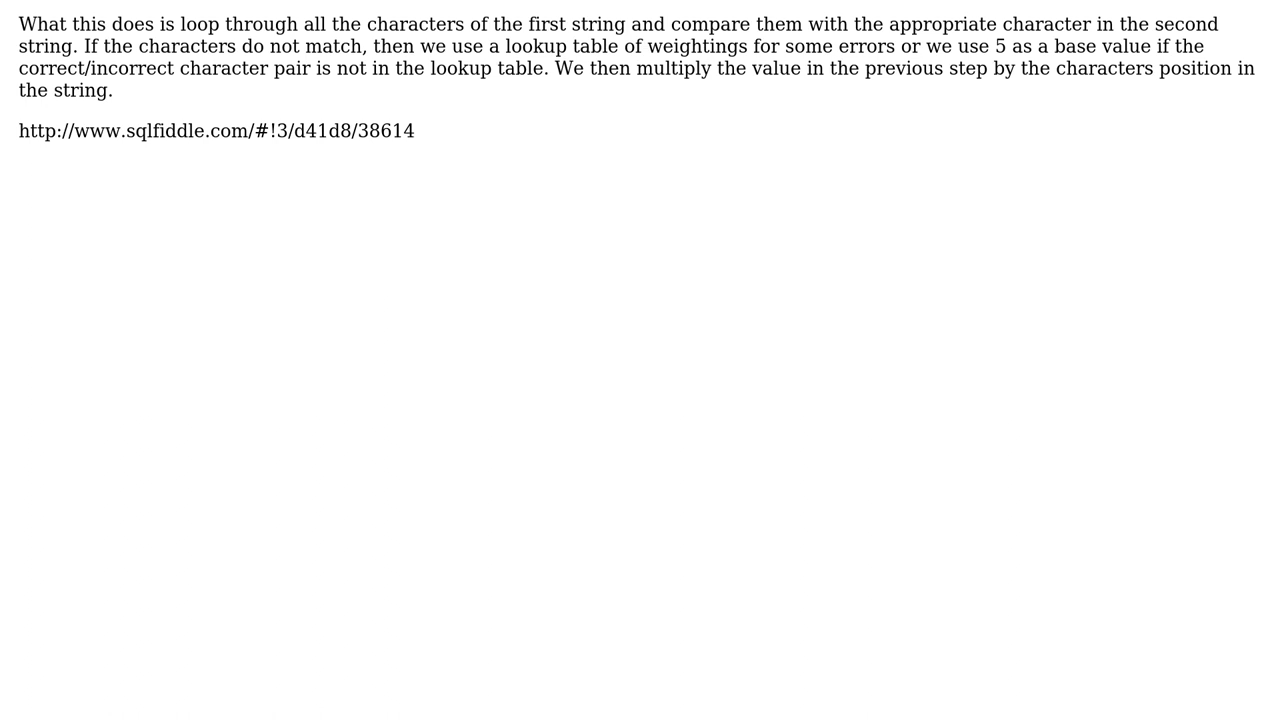 What this does is loop through all the characters of the first string and compare them with the appropriate character in the second
string. If the characters do not match, then we use a lookup table of weightings for some errors or we use 5 as a base value if the
correct/incorrect character pair is not in the lookup table. We then multiply the value in the previous step by the characters position in
the string.
http://www.sqlfiddle.com/#!3/d41d8/38614